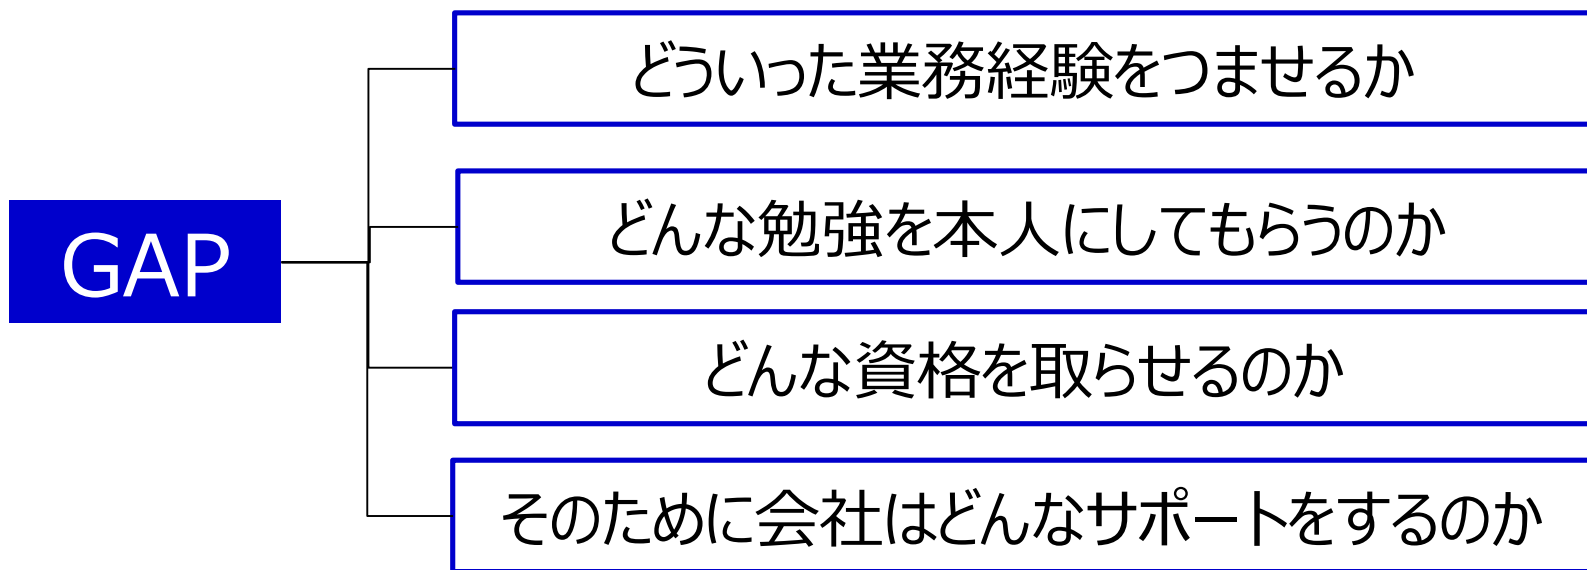 どういった業務経験をつませるか
どんな勉強を本人にしてもらうのか
GAP
どんな資格を取らせるのか
そのために会社はどんなサポートをするのか